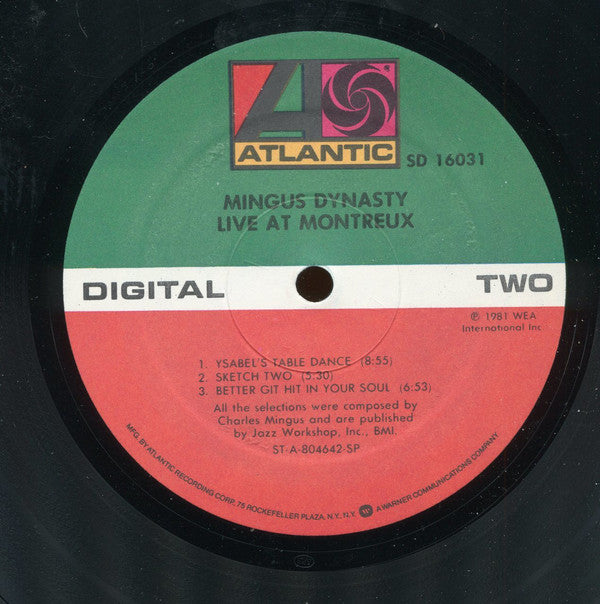 ATLANTIC
SD 16031
MINGUS DYNASTY
LIVE AT MONTREUX
DIGITAL
TWO
℗ 1981 WEA
International Inc
1. YSABEL'S TABLE DANCE (8:55)
2. SKETCH TWO (5:30)
3. BETTER GIT HIT IN YOUR SOUL (6:53)
All the selections were composed by
Charles Mingus and are published
by Jazz Workshop, Inc., BMI.
ST-A-804642-SP
MFG. BY ATLANTIC RECORDING CORP. 75 ROCKEFELLER PLAZA, N.Y., N.Y. A WARNER COMMUNICATIONS COMPANY